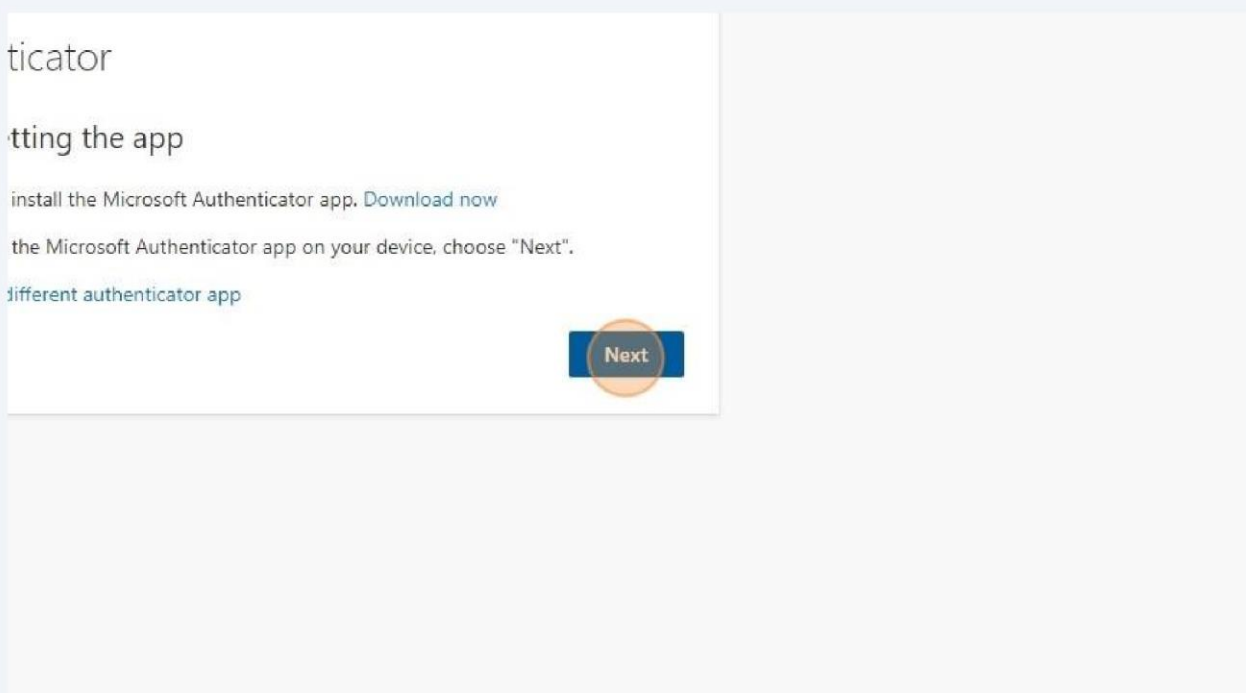 ticator
tting the app
install the Microsoft Authenticator app. Download now
the Microsoft Authenticator app on your device, choose "Next".
different authenticator app
Next